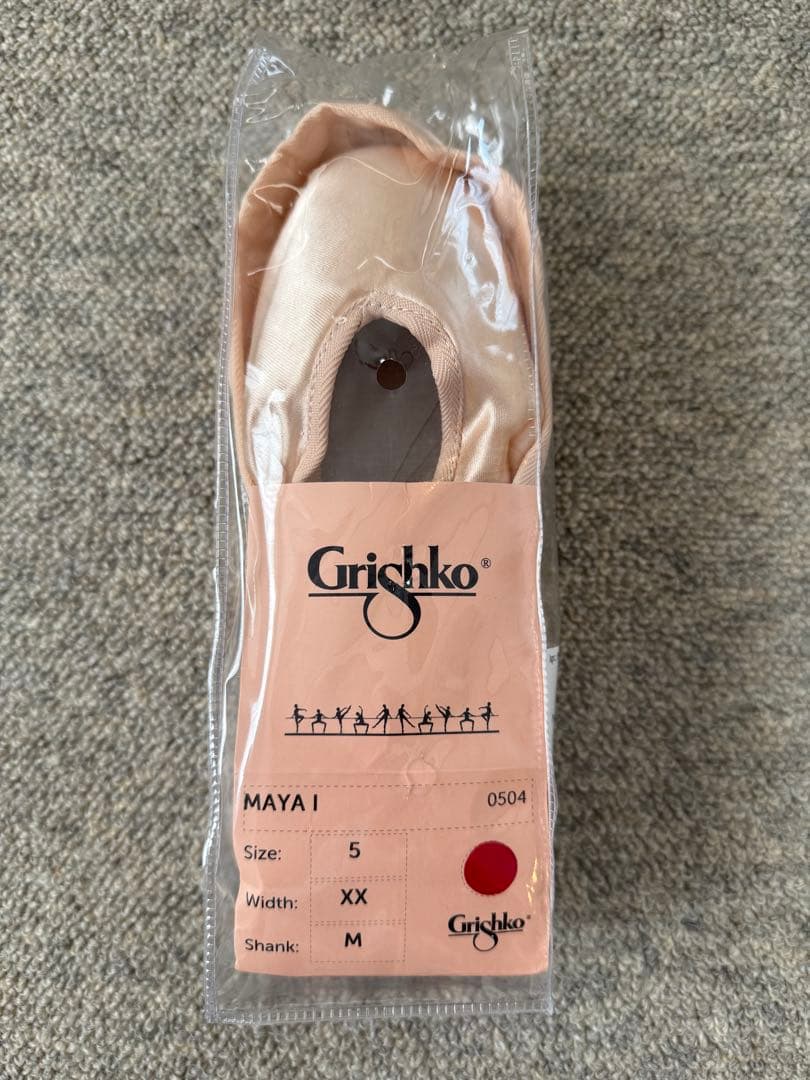 Grishko®
MAYA I 0504
Size: 5
Width: XX
Shank: M
Grishko®